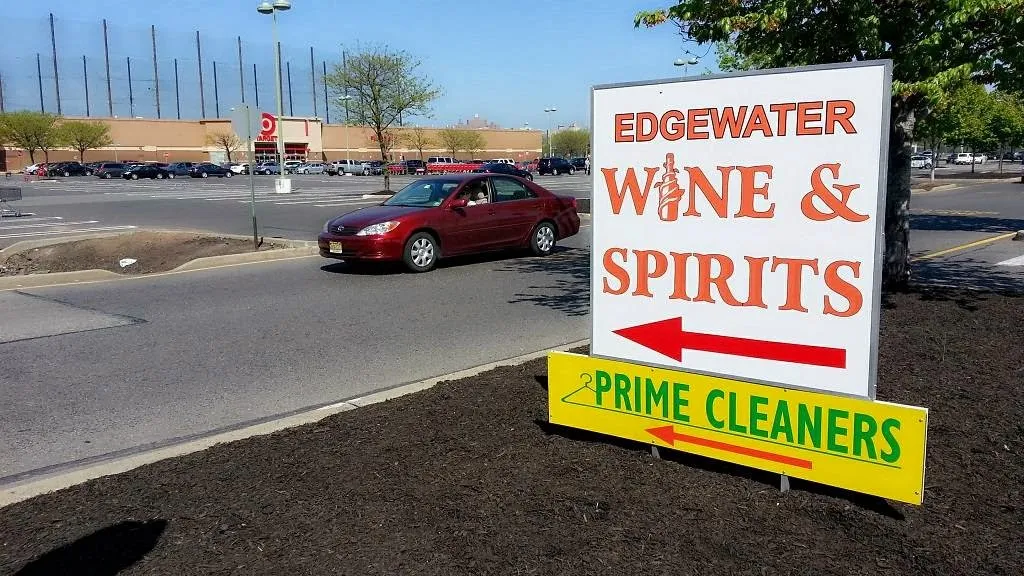 TARGET
EDGEWATER
WINE &
SPIRITS
PRIME CLEANERS